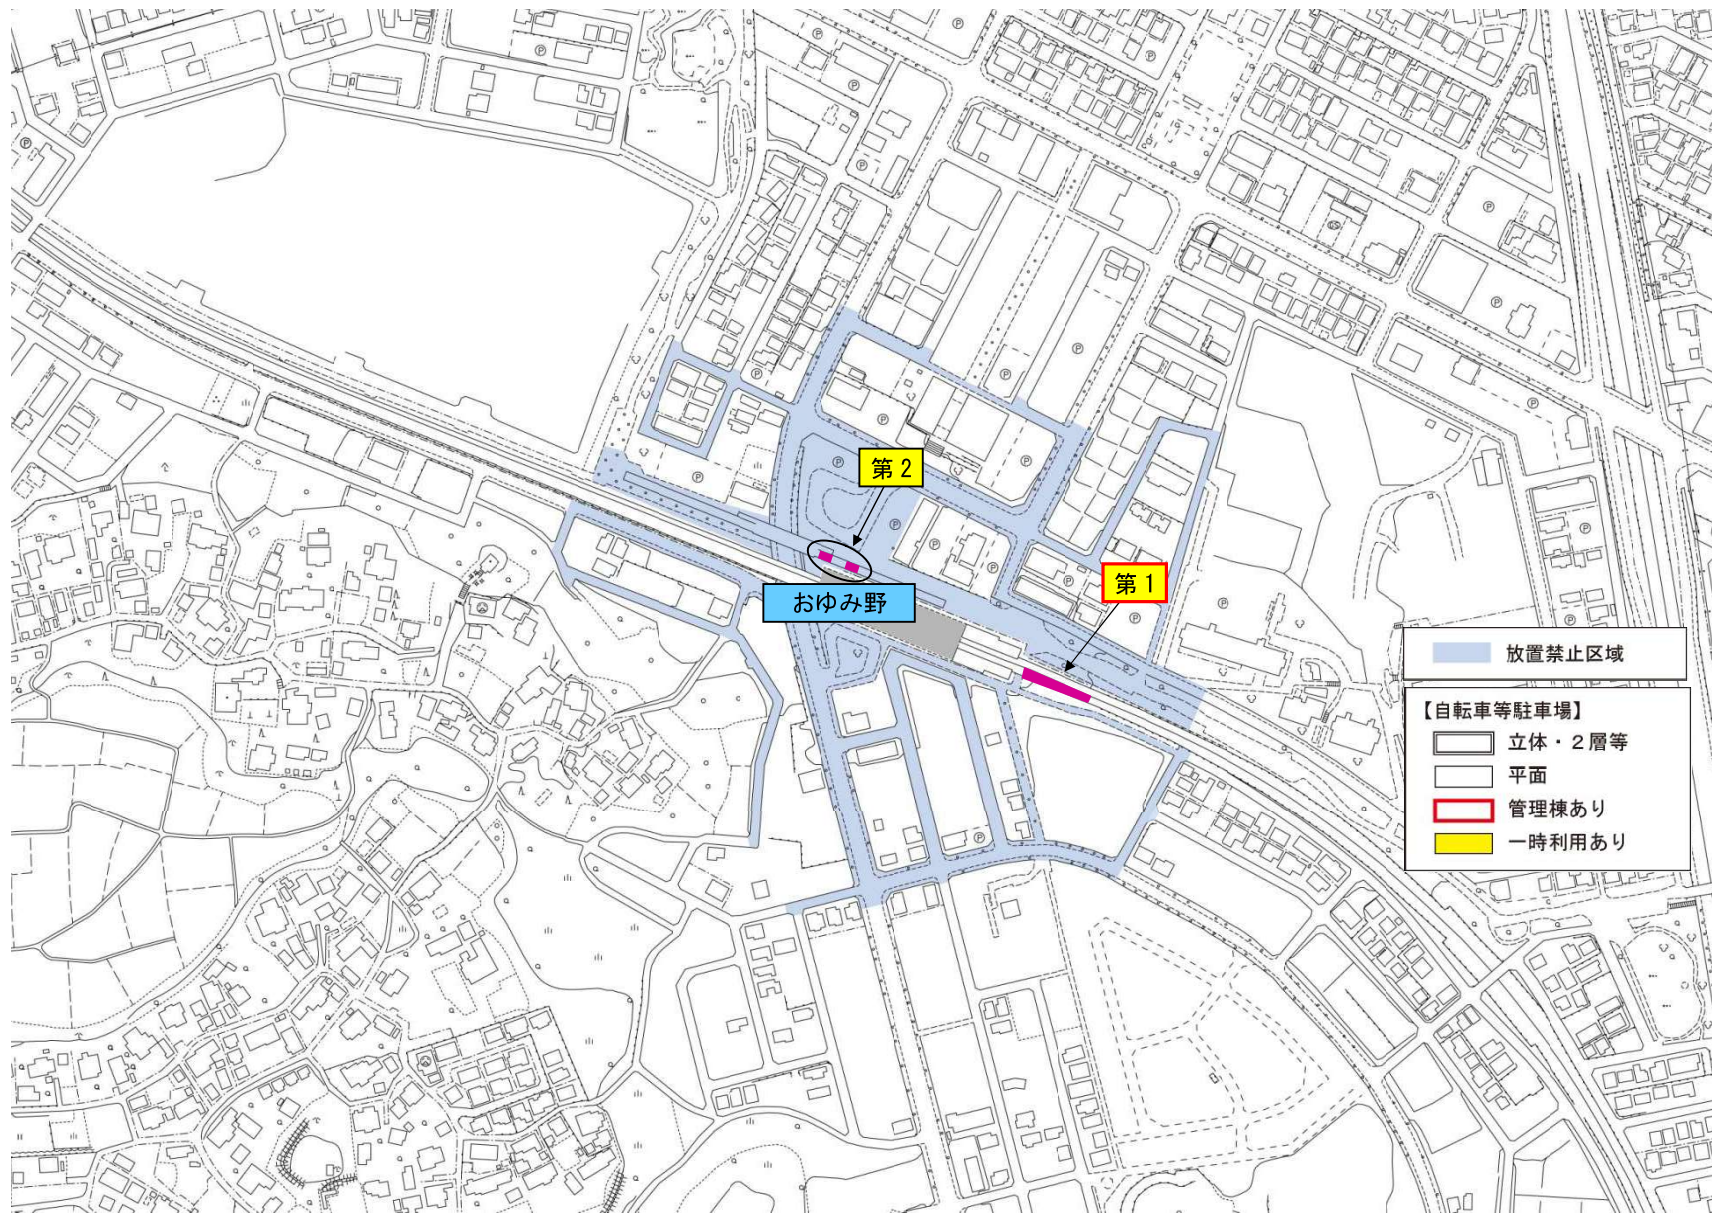 第2
第1
おゆみ野
放置禁止区域
【自転車等駐車場】
立体・2層等
平面
管理棟あり
一時利用あり